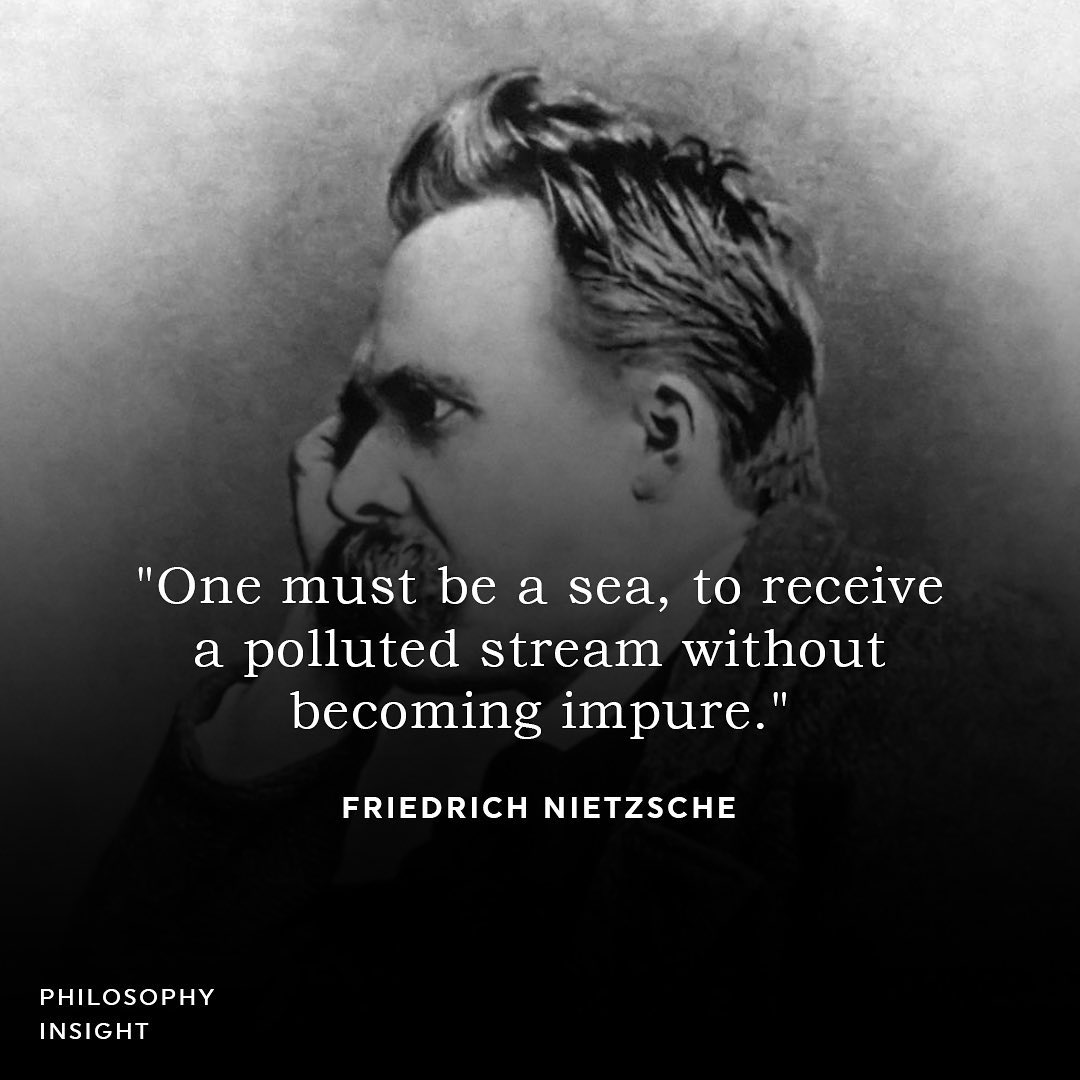 "One must be a sea, to receive
a polluted stream without
becoming impure."
FRIEDRICH NIETZSCHE
PHILOSOPHY
INSIGHT